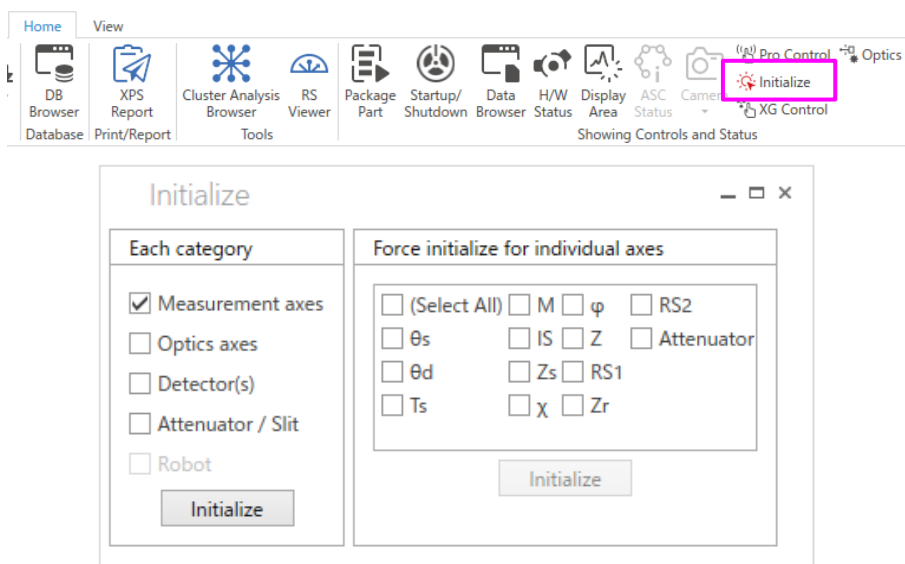 Home View
DB Browser
XPS Report
Cluster Analysis Browser
RS Viewer
Package Part
Startup/ Shutdown
Data Browser
H/W Status
Display Area
ASC Status
Camera
Pro Control
Optics
Initialize
XG Control
Database Print/Report Tools Showing Controls and Status
Initialize
Each category
Measurement axes
Optics axes
Detector(s)
Attenuator / Slit
Robot
Initialize
Force initialize for individual axes
(Select All) M φ RS2
θs IS Z Attenuator
θd Zs RS1
Ts χ Zr
Initialize